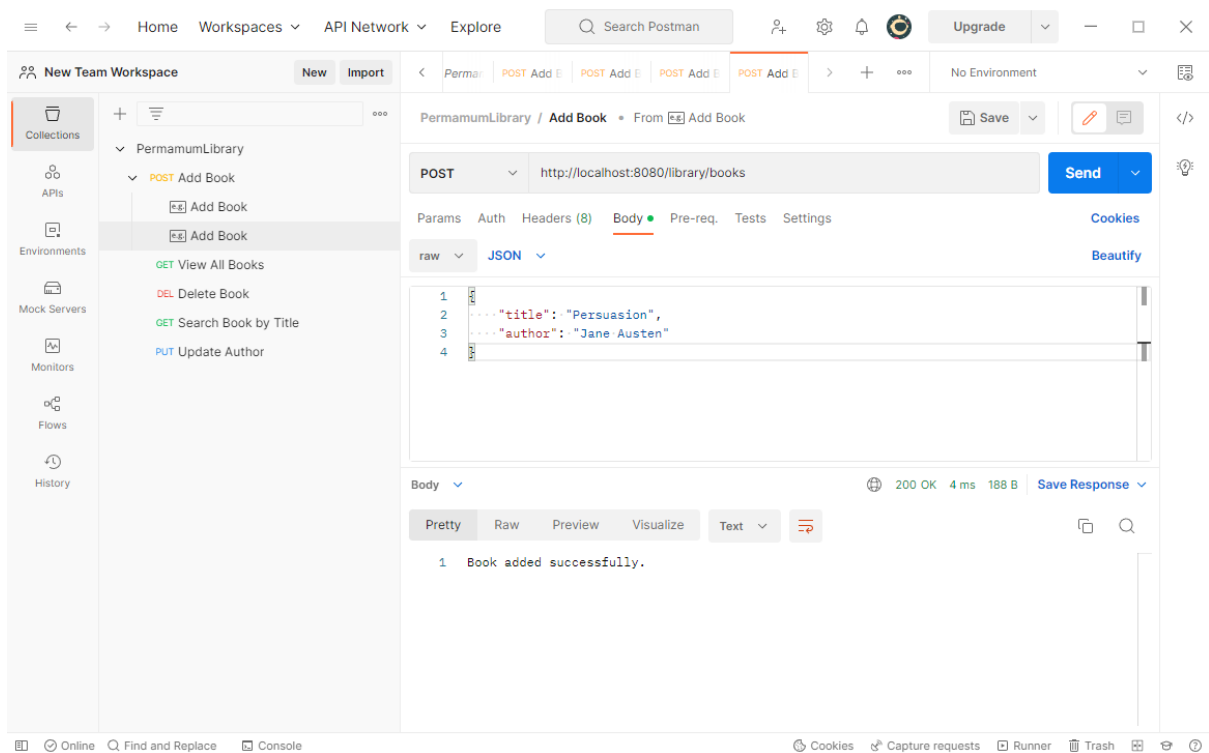 Home Workspaces API Network Explore Search Postman Upgrade
New Team Workspace New Import
Permar POST Add B POST Add B POST Add B POST Add B No Environment
Collections
APIs
Environments
Mock Servers
Monitors
Flows
History
PermamumLibrary
POST Add Book
e.g. Add Book
e.g. Add Book
GET View All Books
DEL Delete Book
GET Search Book by Title
PUT Update Author
PermamumLibrary / Add Book • From e.g. Add Book Save
POST http://localhost:8080/library/books Send
Params Auth Headers (8) Body Pre-req. Tests Settings Cookies
raw JSON Beautify
1 {
2 "title": "Persuasion",
3 "author": "Jane Austen"
4 }
Body 200 OK 4 ms 188 B Save Response
Pretty Raw Preview Visualize Text
1 Book added successfully.
Online Find and Replace Console Cookies Capture requests Runner Trash